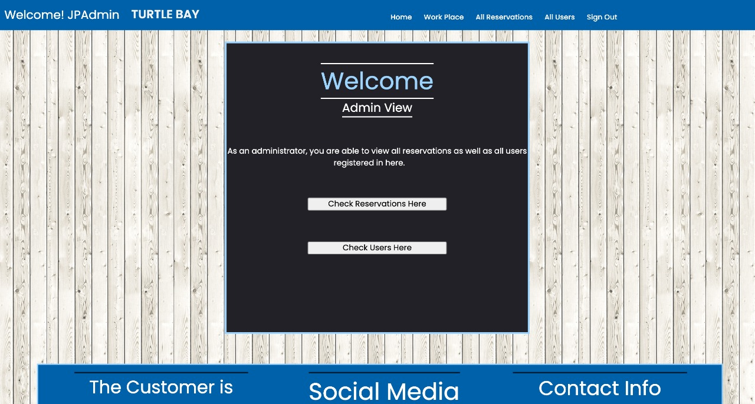 Welcome! JPAdmin TURTLE BAY Home Work Place All Reservations All Users Sign Out
Welcome
Admin View
As an administrator, you are able to view all reservations as well as all users
registered in here.
Check Reservations Here
Check Users Here
The Customer is Social Media Contact Info